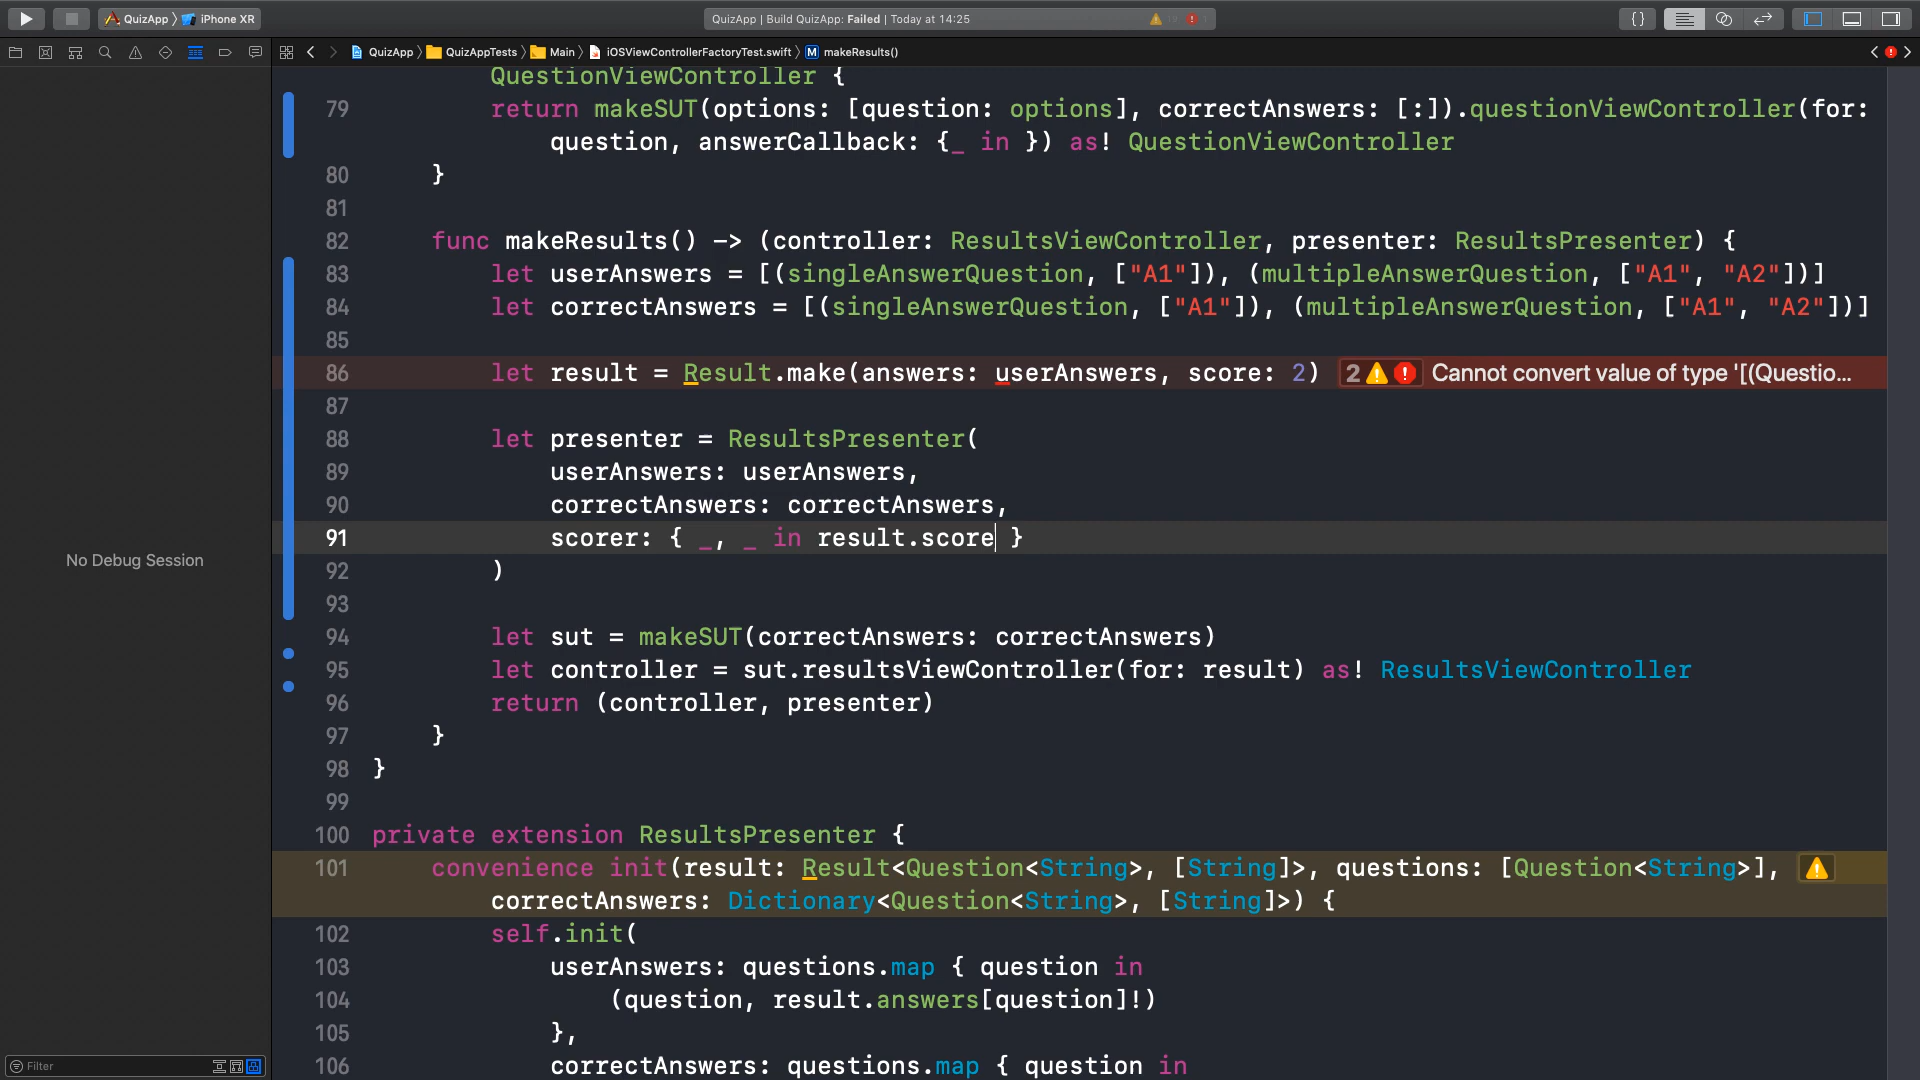 QuizApp 〉 iPhone XR
QuizApp | Build QuizApp: Failed | Today at 14:25
QuizApp 〉 QuizAppTests 〉 Main 〉 iOSViewControllerFactoryTest.swift 〉 M makeResults()
QuestionViewController {
79 return makeSUT(options: [question: options], correctAnswers: [:]).questionViewController(for:
question, answerCallback: {_ in }) as! QuestionViewController
80 }
81
82 func makeResults() -> (controller: ResultsViewController, presenter: ResultsPresenter) {
83 let userAnswers = [(singleAnswerQuestion, ["A1"]), (multipleAnswerQuestion, ["A1", "A2"])]
84 let correctAnswers = [(singleAnswerQuestion, ["A1"]), (multipleAnswerQuestion, ["A1", "A2"])]
85
86 let result = Result.make(answers: userAnswers, score: 2) 2 Cannot convert value of type '[(Questio...
87
88 let presenter = ResultsPresenter(
89 userAnswers: userAnswers,
90 correctAnswers: correctAnswers,
91 scorer: { _, _ in result.score }
92 )
93
94 let sut = makeSUT(correctAnswers: correctAnswers)
95 let controller = sut.resultsViewController(for: result) as! ResultsViewController
96 return (controller, presenter)
97 }
98 }
99
100 private extension ResultsPresenter {
101 convenience init(result: Result<Question<String>, [String]>, questions: [Question<String>],
correctAnswers: Dictionary<Question<String>, [String]>) {
102 self.init(
103 userAnswers: questions.map { question in
104 (question, result.answers[question]!)
105 },
106 correctAnswers: questions.map { question in
No Debug Session
Filter